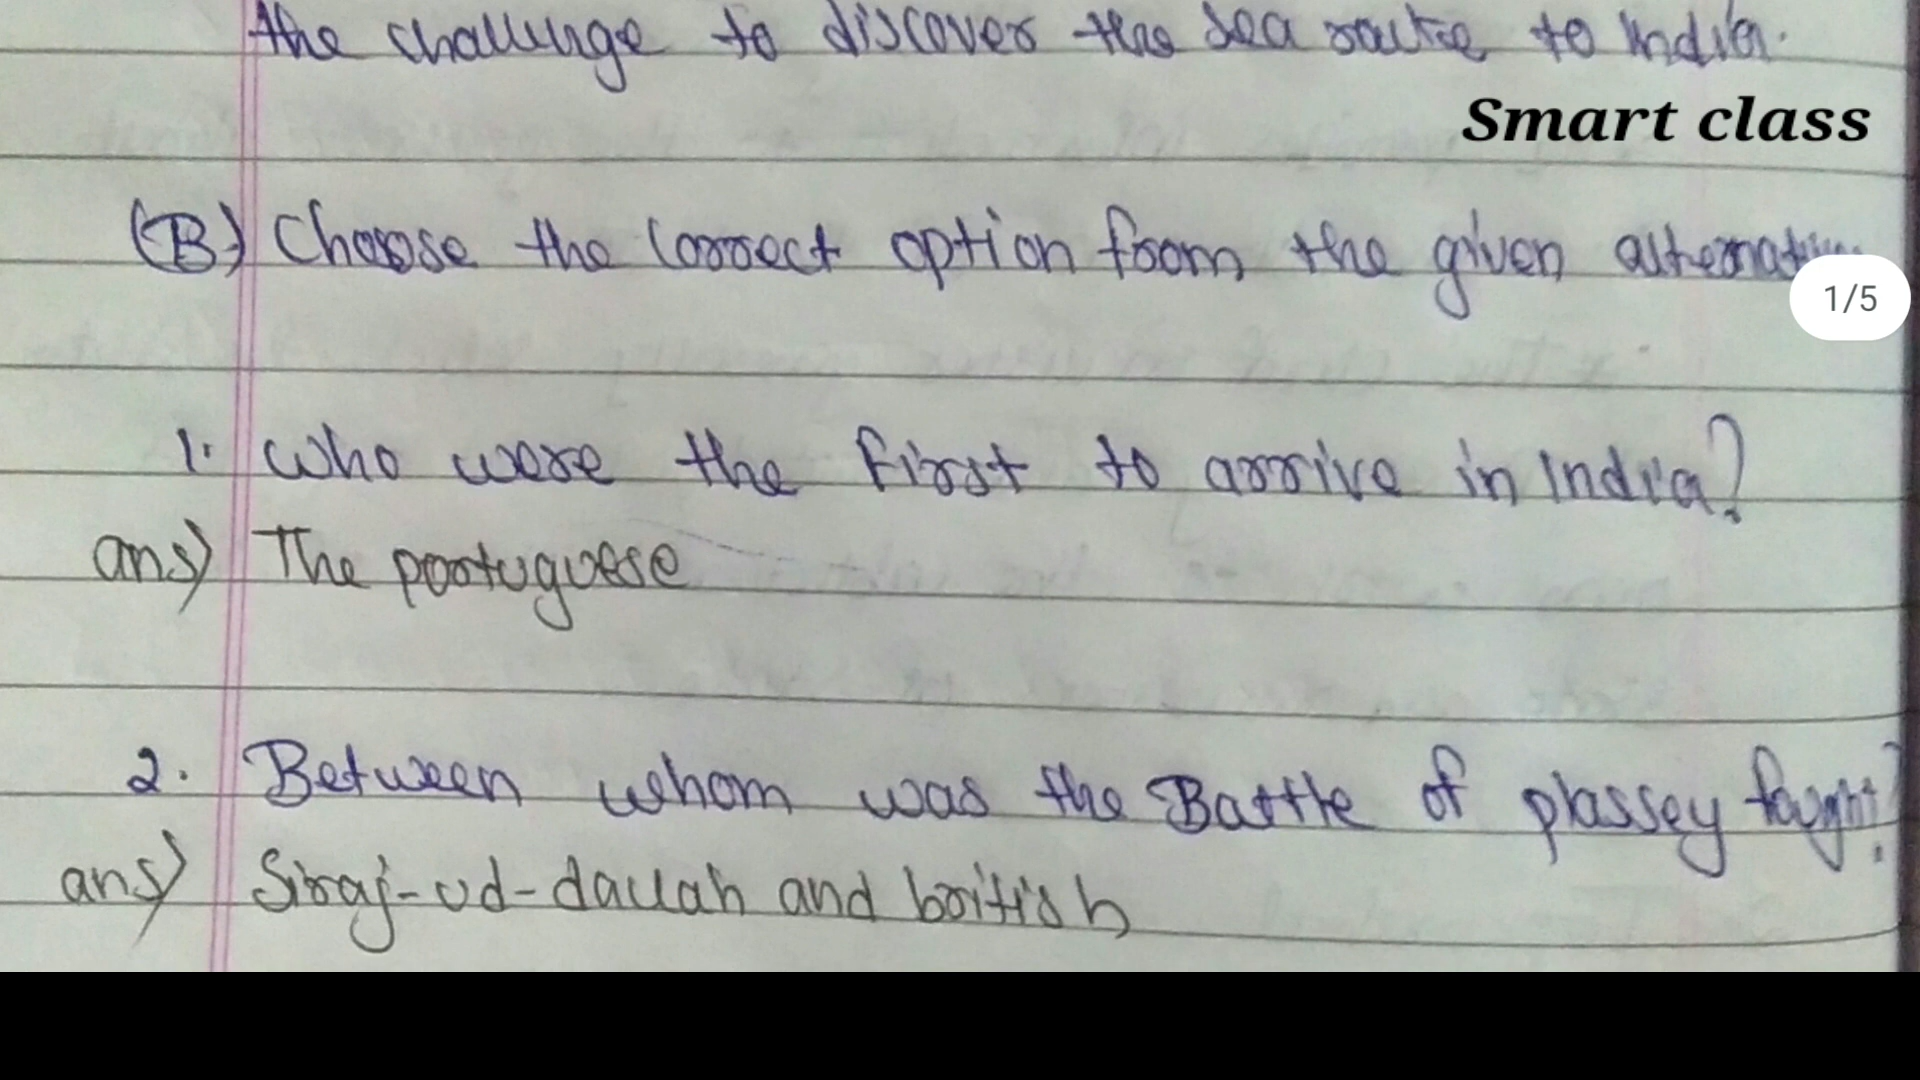 the challenge to discover the sea route to India.
Smart class
(B) Choose the correct option from the given
1/5
1. Who were the first to arrive in India?
ans) The portuguese
2. Between whom was the Battle of plassey fought?
ans) Siraj-ud-daulah and british